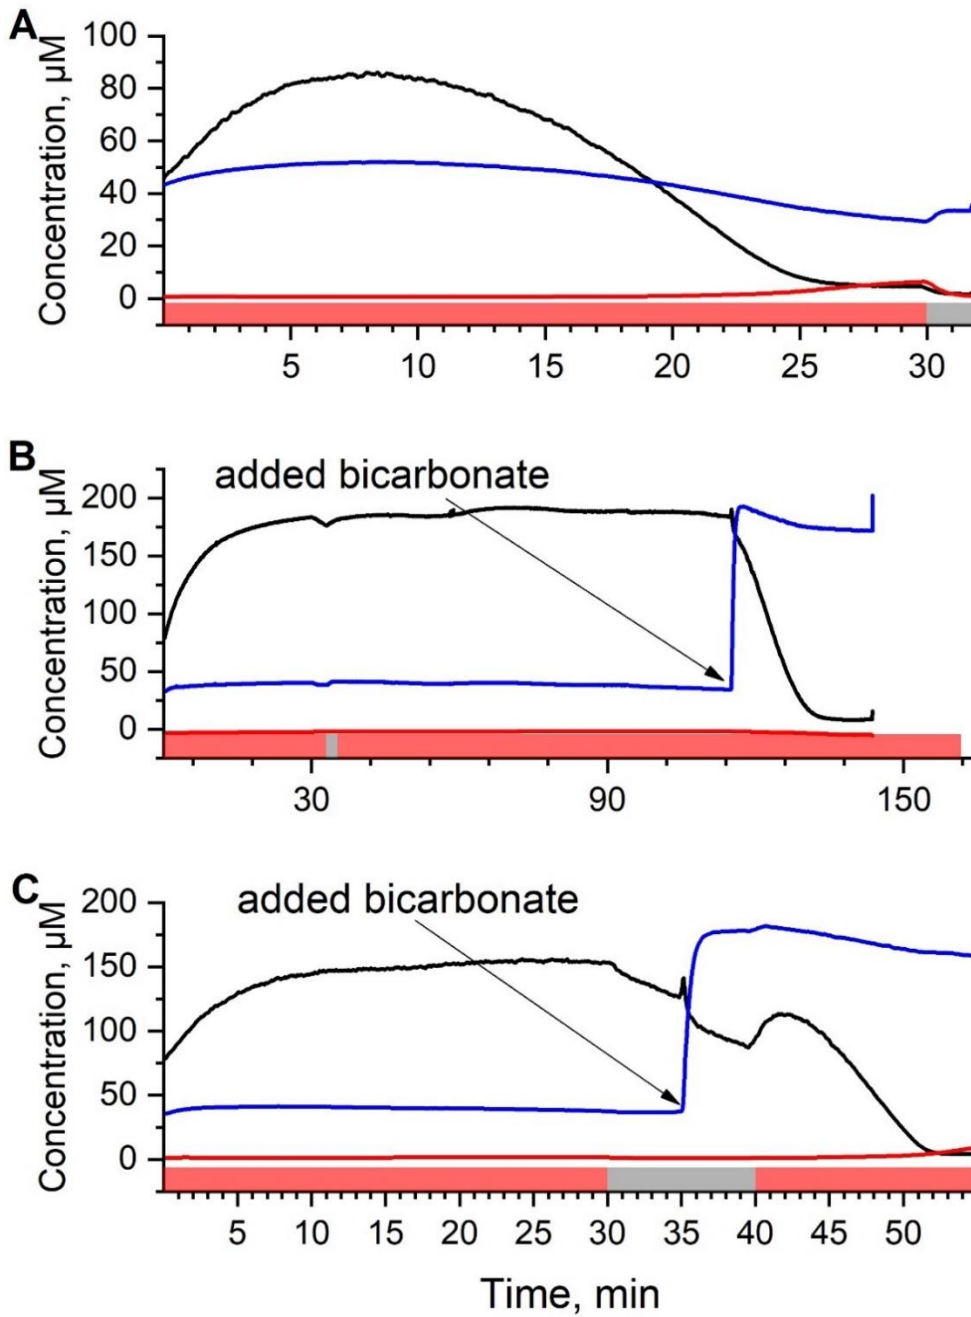 A
Concentration, µM
100
80
60
40
20
0
5 10 15 20 25 30
B
Concentration, µM
added bicarbonate
200
150
100
50
0
30 90 150
C
Concentration, µM
added bicarbonate
200
150
100
50
0
5 10 15 20 25 30 35 40 45 50
Time, min